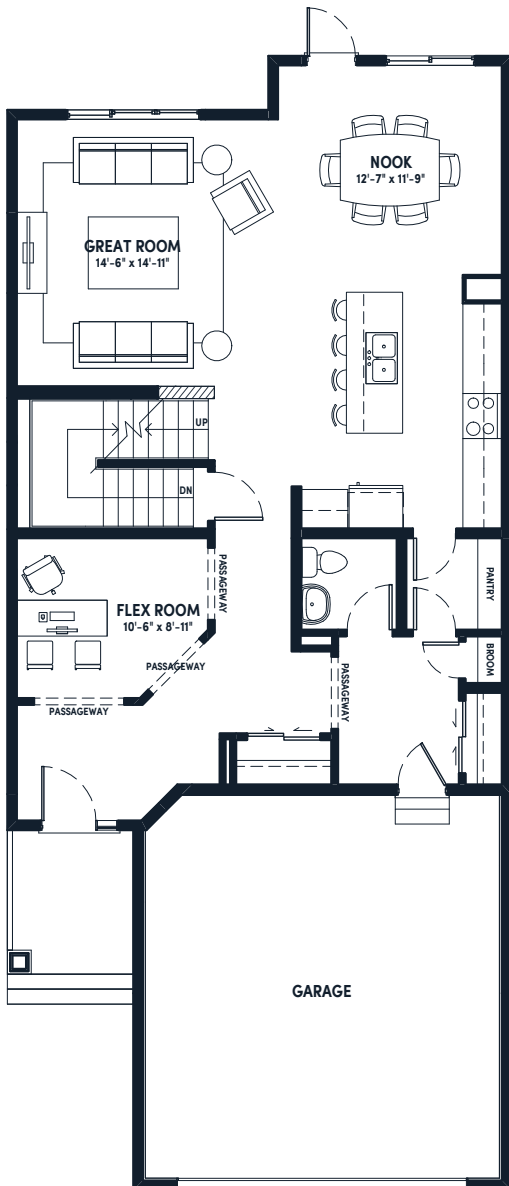 NOOK
12'-7" x 11'-9"
GREAT ROOM
14'-6" x 14'-11"
UP
DN
PASSAGEWAY
PANTRY
FLEX ROOM
10'-6" x 8'-11"
PASSAGEWAY
BROOM
PASSAGEWAY
PASSAGEWAY
GARAGE